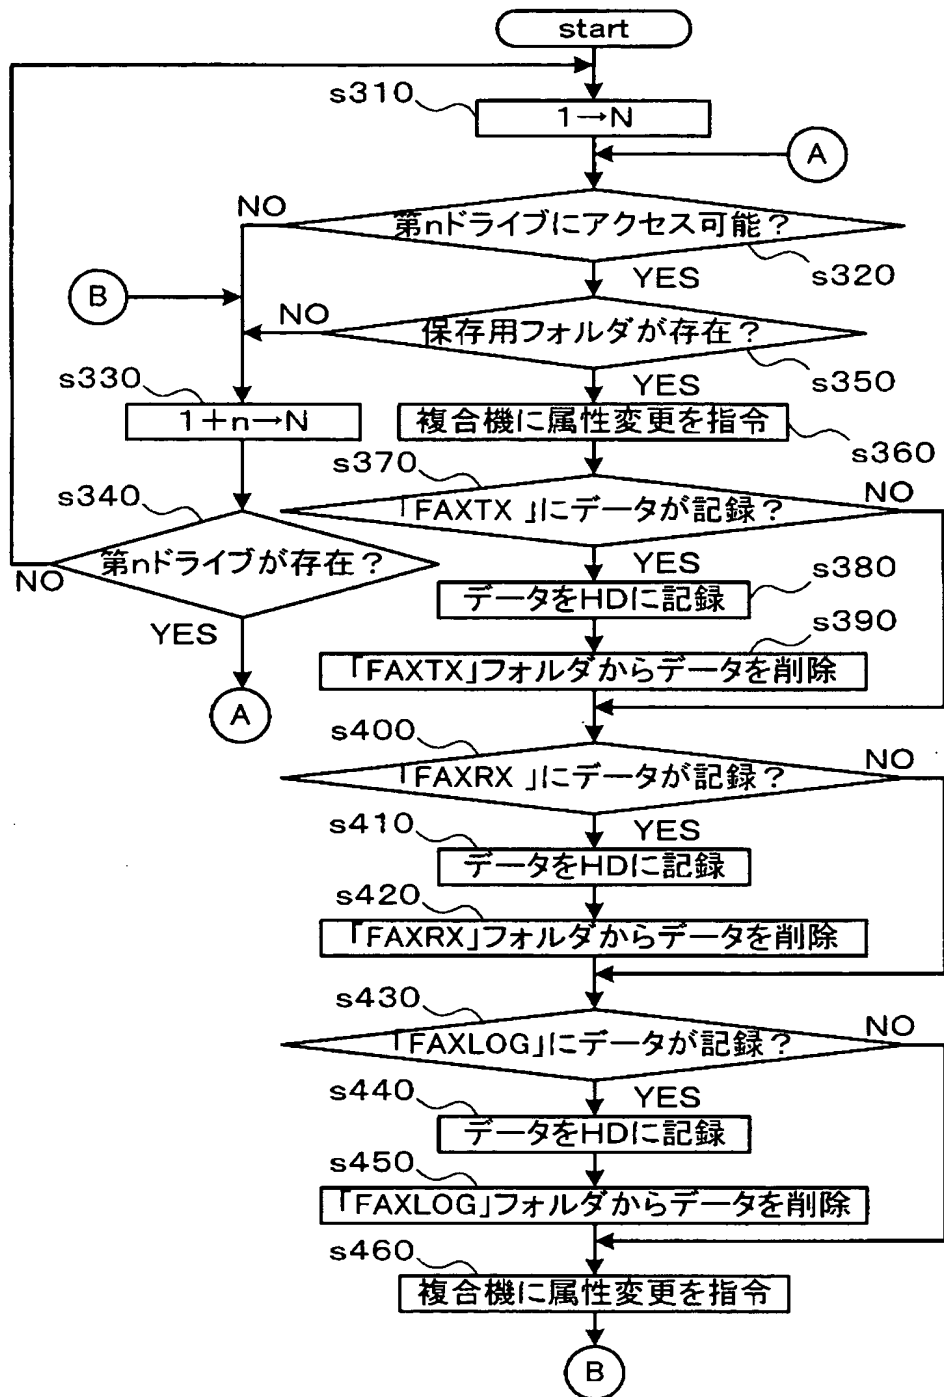 start
s310
1→N
A
NO
第nドライブにアクセス可能？
s320
YES
B
NO
保存用フォルダが存在？
s350
YES
s330
1+n→N
複合機に属性変更を指令
s360
s370
「FAXTX 」にデータが記録？
NO
s340
第nドライブが存在？
NO
YES
YES
s380
データをHDに記録
s390
「FAXTX」フォルダからデータを削除
A
s400
「FAXRX 」にデータが記録？
NO
s410
YES
データをHDに記録
s420
「FAXRX」フォルダからデータを削除
s430
「FAXLOG」にデータが記録？
NO
s440
YES
データをHDに記録
s450
「FAXLOG」フォルダからデータを削除
s460
複合機に属性変更を指令
B